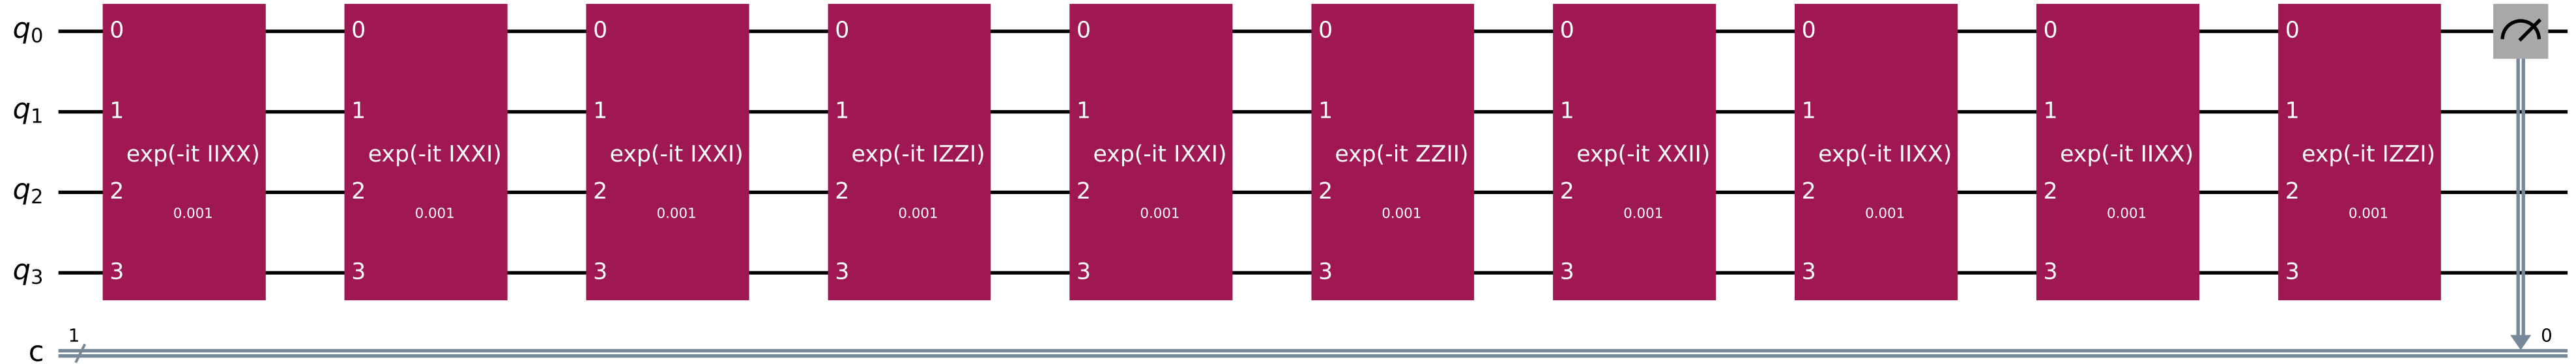 q0 0 0 0 0 0 0 0 0 0 0
q1 1 1 1 1 1 1 1 1 1 1
exp(-it IIXX) exp(-it IXXI) exp(-it IXXI) exp(-it IZZI) exp(-it IXXI) exp(-it ZZII) exp(-it XXII) exp(-it IIXX) exp(-it IIXX) exp(-it IZZI)
q2 2 2 2 2 2 2 2 2 2 2
0.001 0.001 0.001 0.001 0.001 0.001 0.001 0.001 0.001 0.001
q3 3 3 3 3 3 3 3 3 3 3
1 0
c